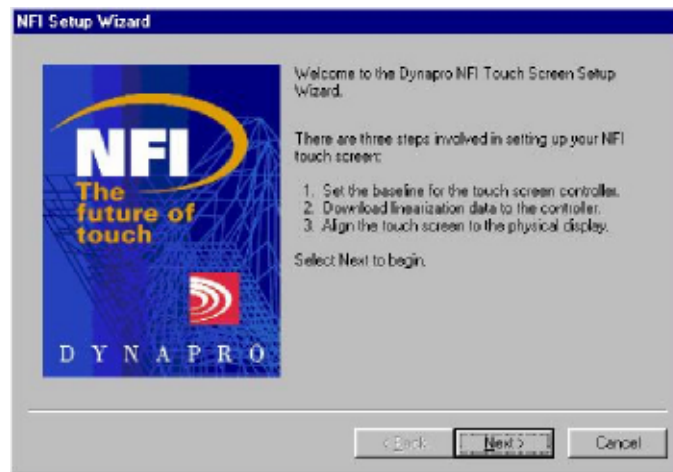 NFI Setup Wizard
NFI
The
future of
touch
DYNAPRO
Welcome to the Dynapro NFI Touch Screen Setup
Wizard.
There are three steps involved in setting up your NFI
touch screen:
1. Set the baseline for the touch screen controller.
2. Download linearization data to the controller.
3. Align the touch screen to the physical display.
Select Next to begin.
< Back
Next >
Cancel